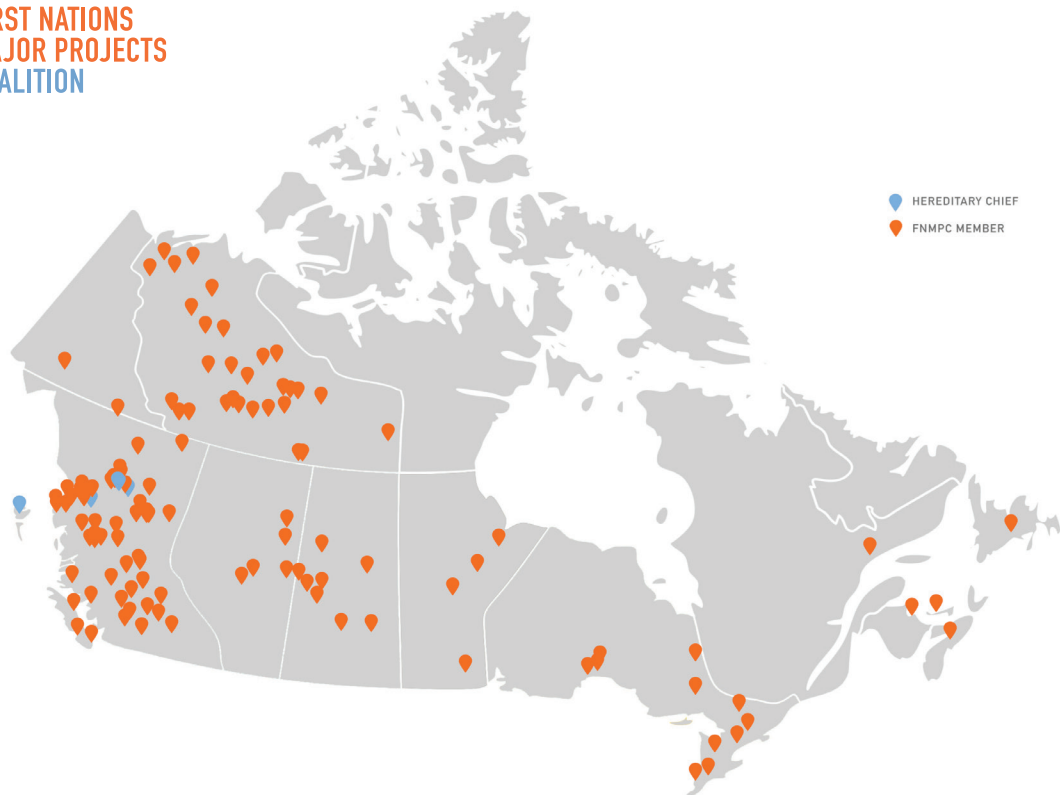 RST NATIONS
AJOR PROJECTS
ALITION
HEREDITARY CHIEF
FNMPC MEMBER